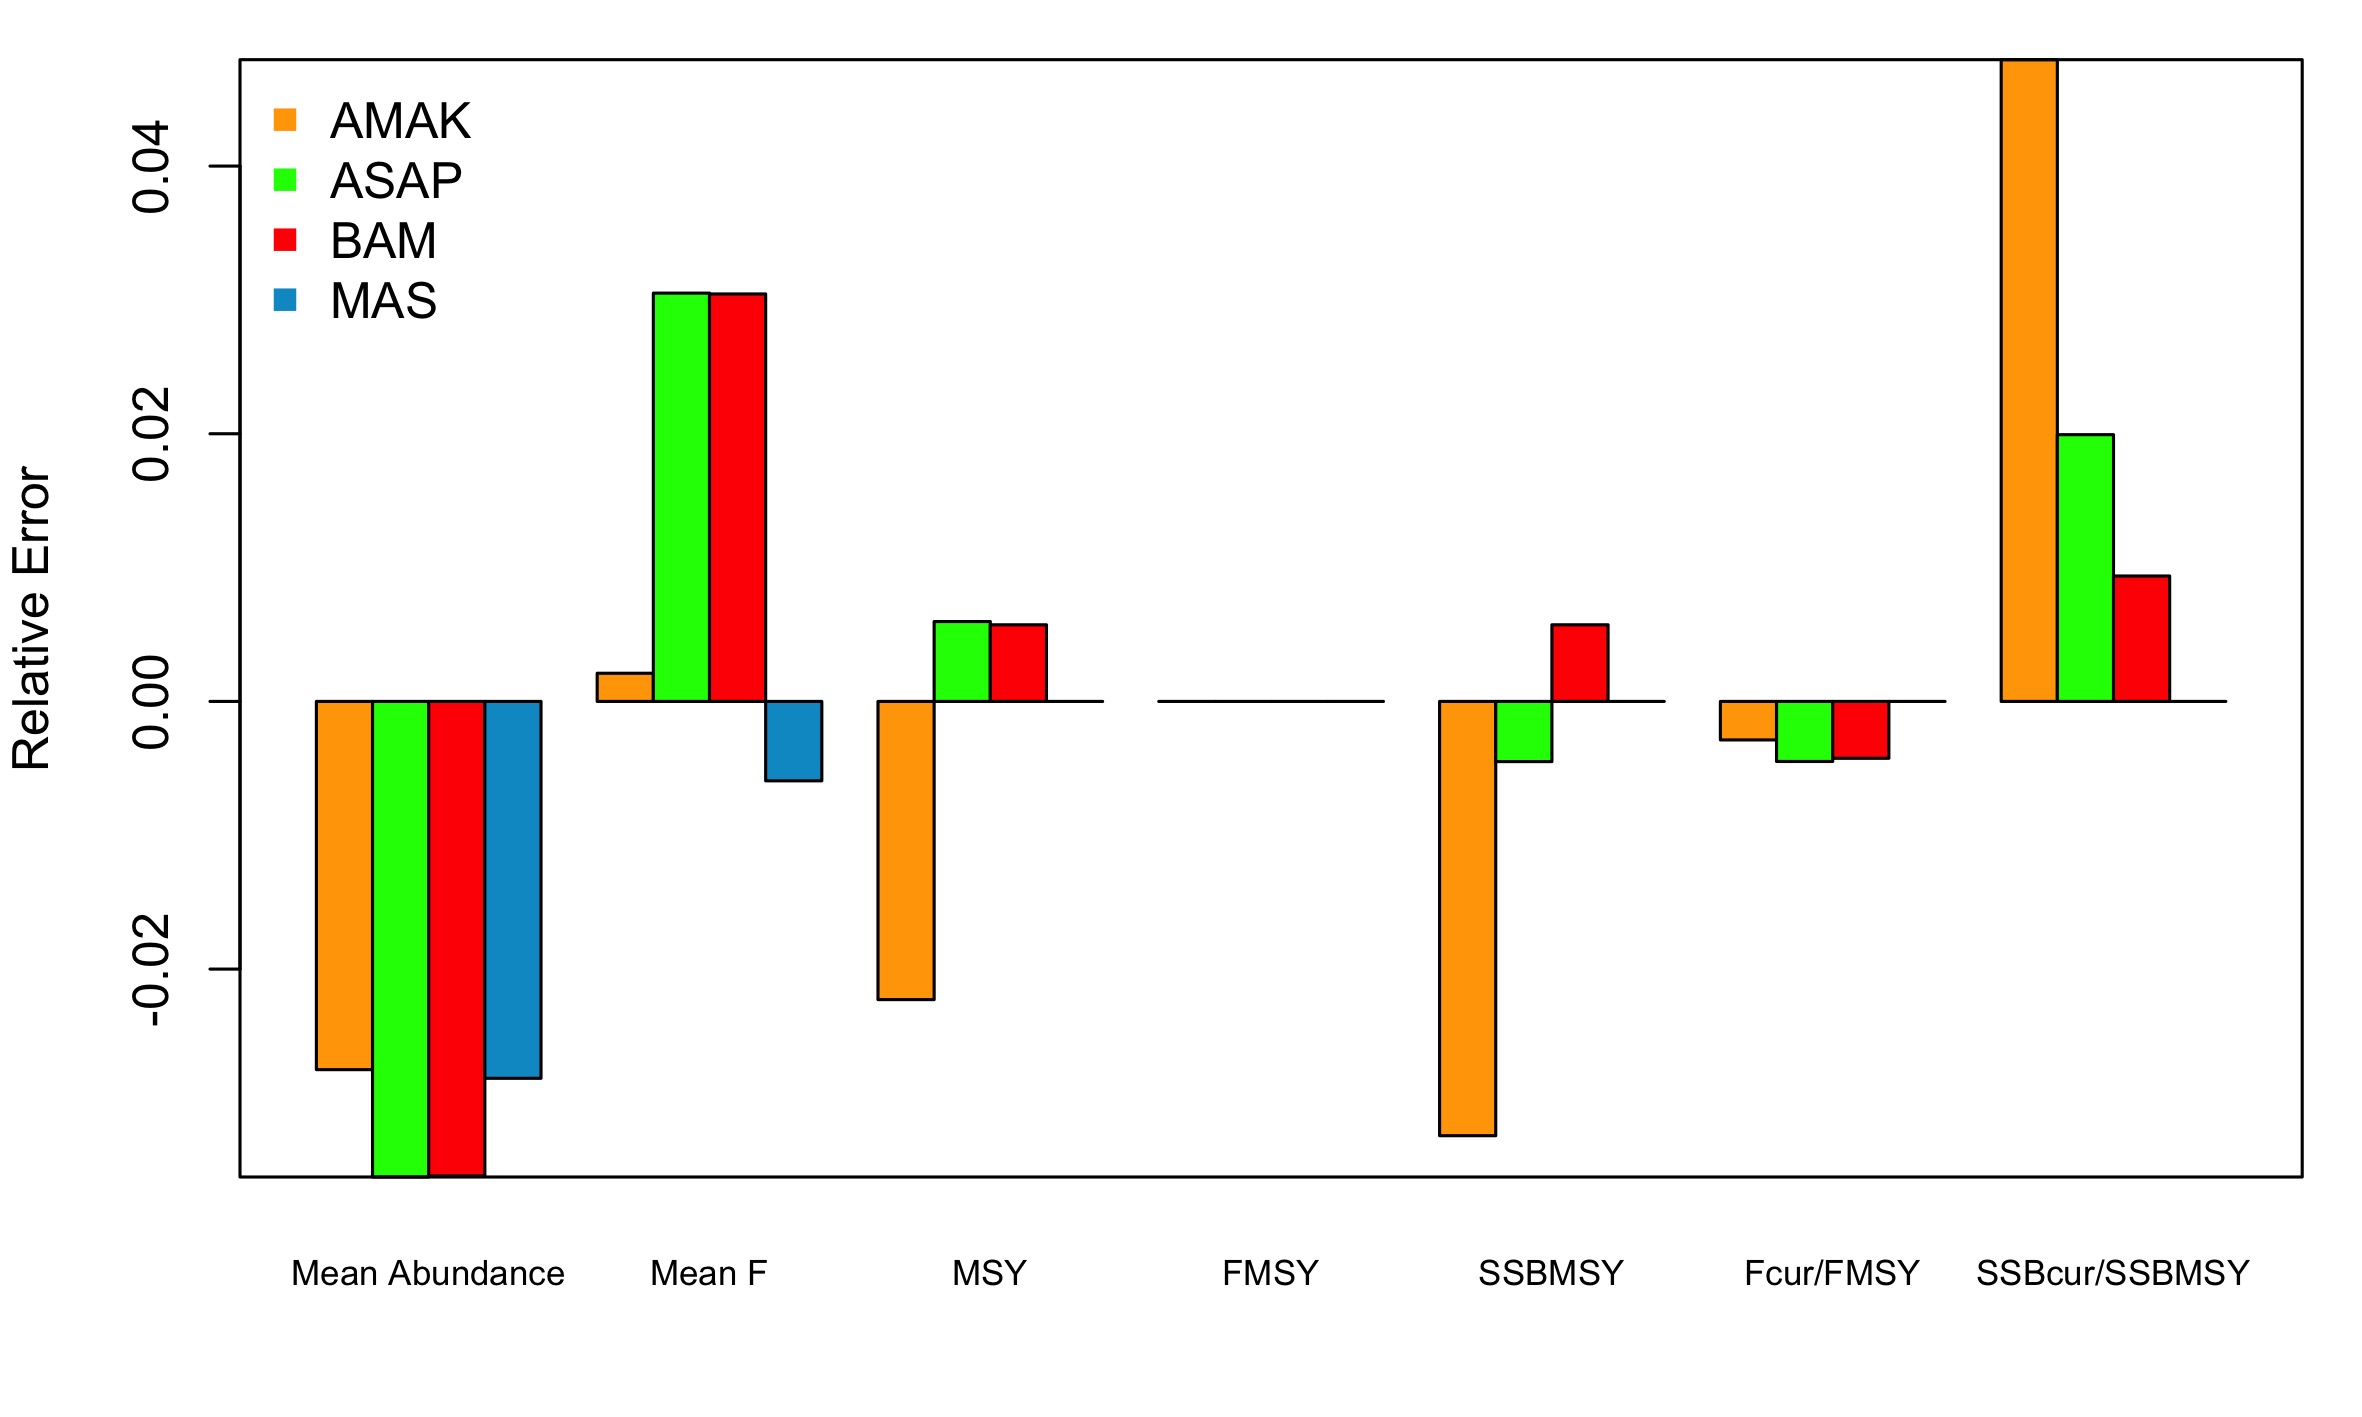 AMAK
ASAP
BAM
MAS
Relative Error
0.04
0.02
0.00
-0.02
Mean Abundance
Mean F
MSY
FMSY
SSBMSY
Fcur/FMSY
SSBcur/SSBMSY